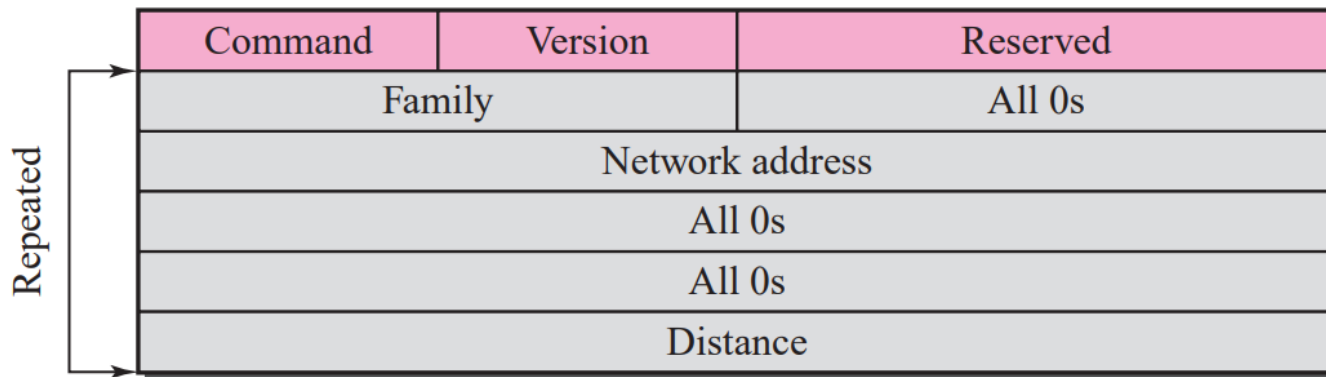 Command Version Reserved
Family All 0s
Network address
All 0s
All 0s
Distance
Repeated